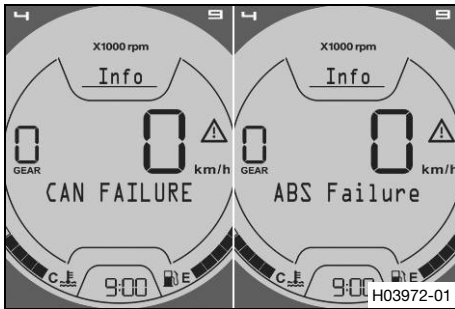 4 9
X1000 rpm
Info
0 0
GEAR km/h
CAN FAILURE
C E
9:00
4 9
X1000 rpm
Info
0 0
GEAR km/h
ABS Failure
C E
9:00
H03972-01